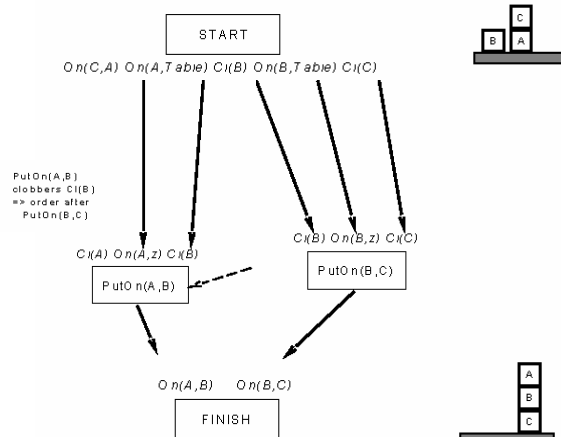 START
C
B A
On(C,A) On(A,Table) Cl(B) On(B,Table) Cl(C)
PutOn(A,B)
clobbers Cl(B)
=> order after
PutOn(B,C)
Cl(A) On(A,z) Cl(B)
Cl(B) On(B,z) Cl(C)
PutOn(A,B)
PutOn(B,C)
On(A,B) On(B,C)
FINISH
A
B
C